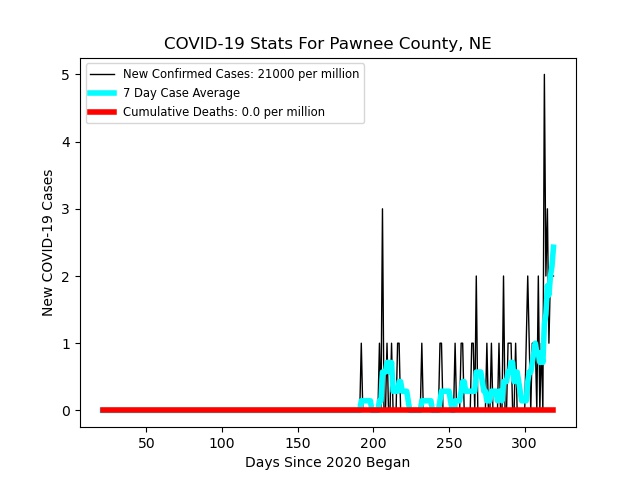 COVID-19 Stats For Pawnee County, NE
New Confirmed Cases: 21000 per million
7 Day Case Average
Cumulative Deaths: 0.0 per million
New COVID-19 Cases
5
4
3
2
1
0
50 100 150 200 250 300
Days Since 2020 Began